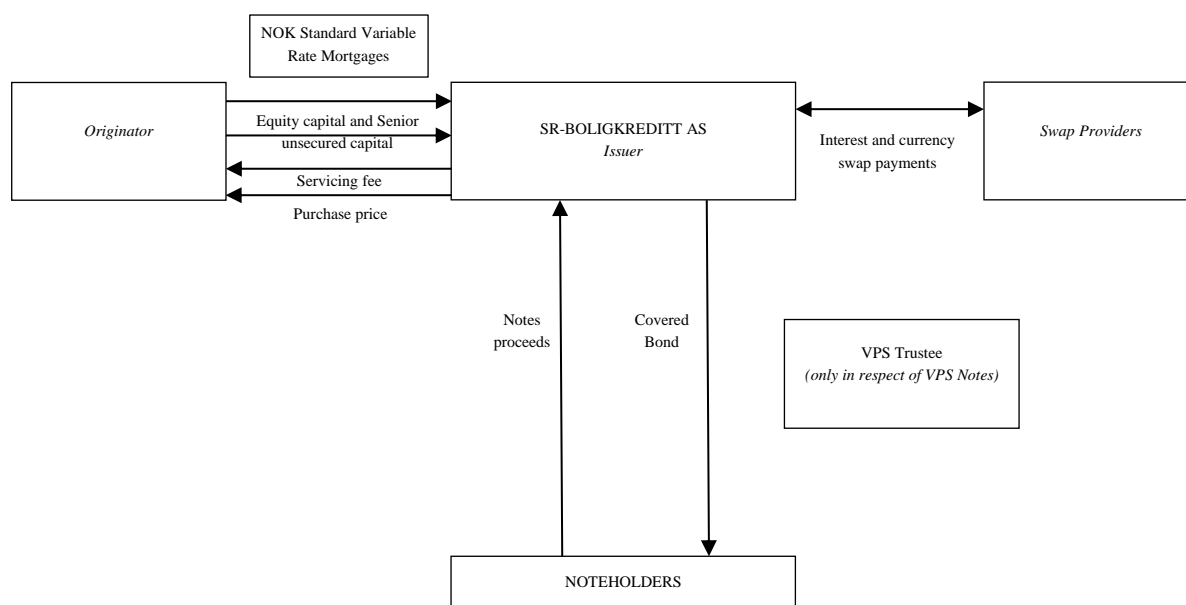 NOK Standard Variable
Rate Mortgages
Originator
Equity capital and Senior
unsecured capital
Servicing fee
Purchase price
SR-BOLIGKREDITT AS
Issuer
Interest and currency
swap payments
Swap Providers
Notes
proceeds
Covered
Bond
VPS Trustee
(only in respect of VPS Notes)
NOTEHOLDERS